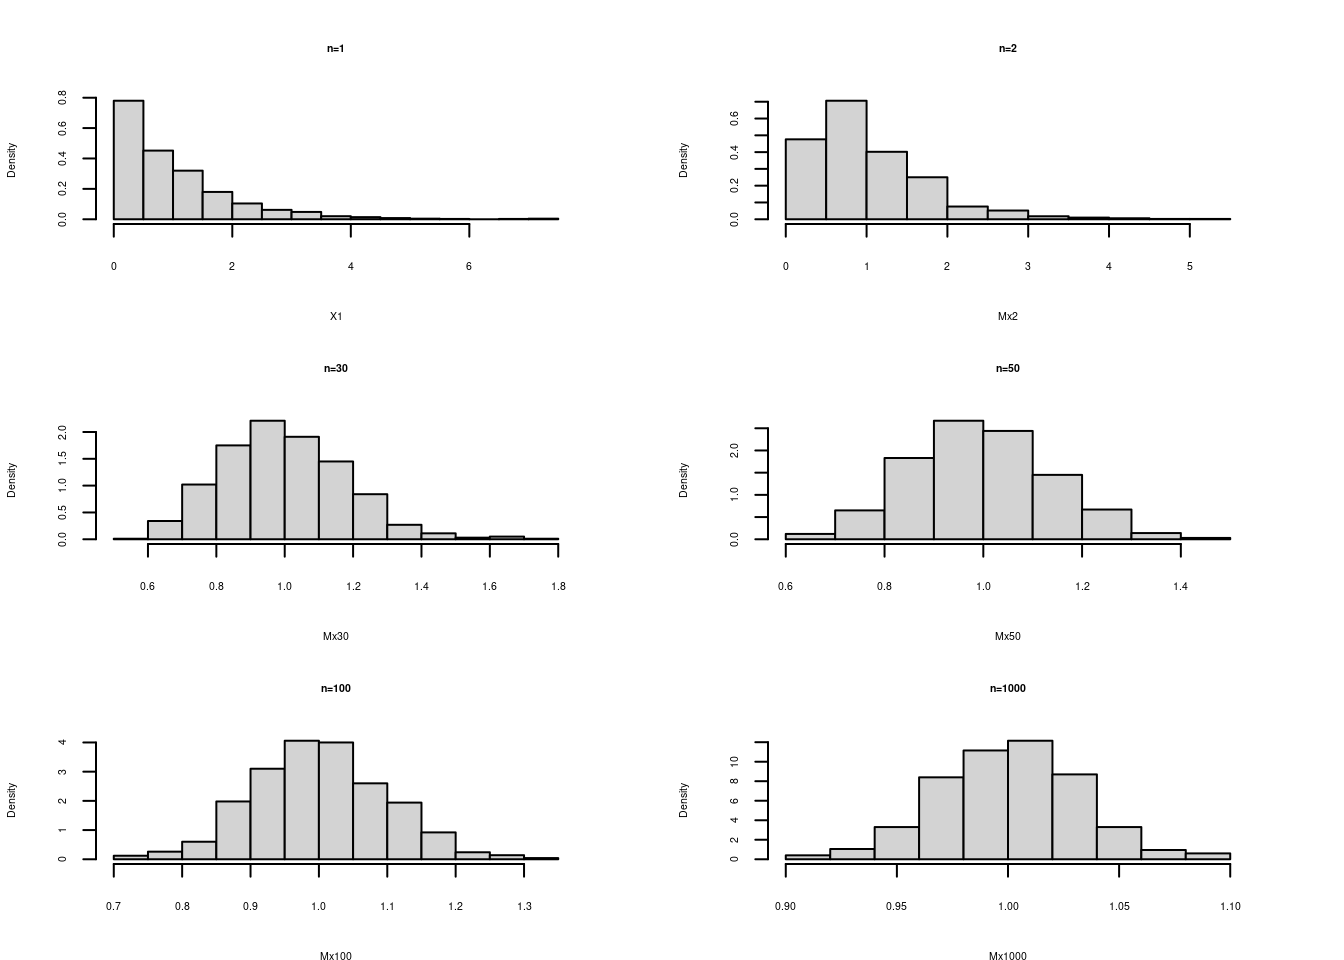 n=1
Density
0.0 0.2 0.4 0.6 0.8
0 2 4 6
X1
n=2
Density
0.0 0.2 0.4 0.6
0 1 2 3 4 5
Mx2
n=30
Density
0.0 0.5 1.0 1.5 2.0
0.6 0.8 1.0 1.2 1.4 1.6 1.8
Mx30
n=50
Density
0.0 1.0 2.0
0.6 0.8 1.0 1.2 1.4
Mx50
n=100
Density
0 1 2 3 4
0.7 0.8 0.9 1.0 1.1 1.2 1.3
Mx100
n=1000
Density
0 2 4 6 8 10
0.90 0.95 1.00 1.05 1.10
Mx1000